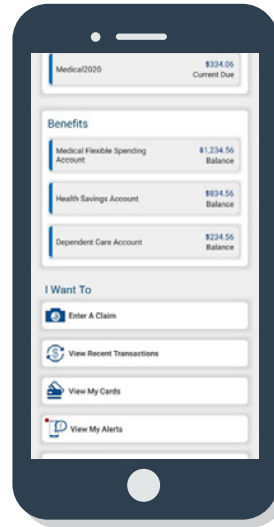 Medical2020
$334.06
Current Due
Benefits
Medical Flexible Spending
Account
$1,234.56
Balance
Health Savings Account
$834.56
Balance
Dependent Care Account
$234.56
Balance
I Want To
Enter A Claim
View Recent Transactions
View My Cards
View My Alerts